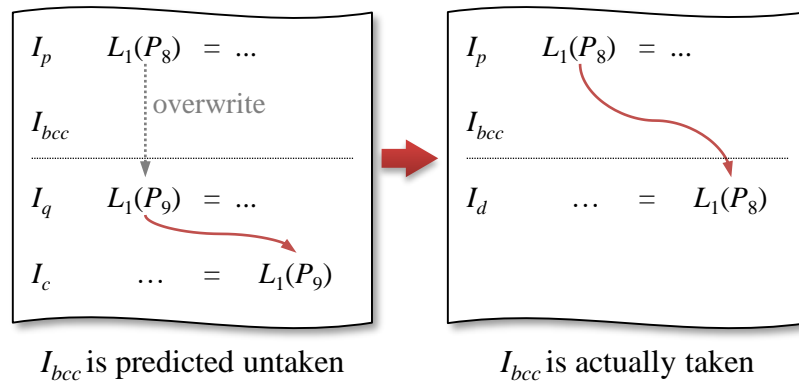 I_p L_1(P_8) = ...
overwrite
I_bcc
I_q L_1(P_9) = ...
I_c ... = L_1(P_9)
I_bcc is predicted untaken
I_p L_1(P_8) = ...
I_bcc
I_d ... = L_1(P_8)
I_bcc is actually taken